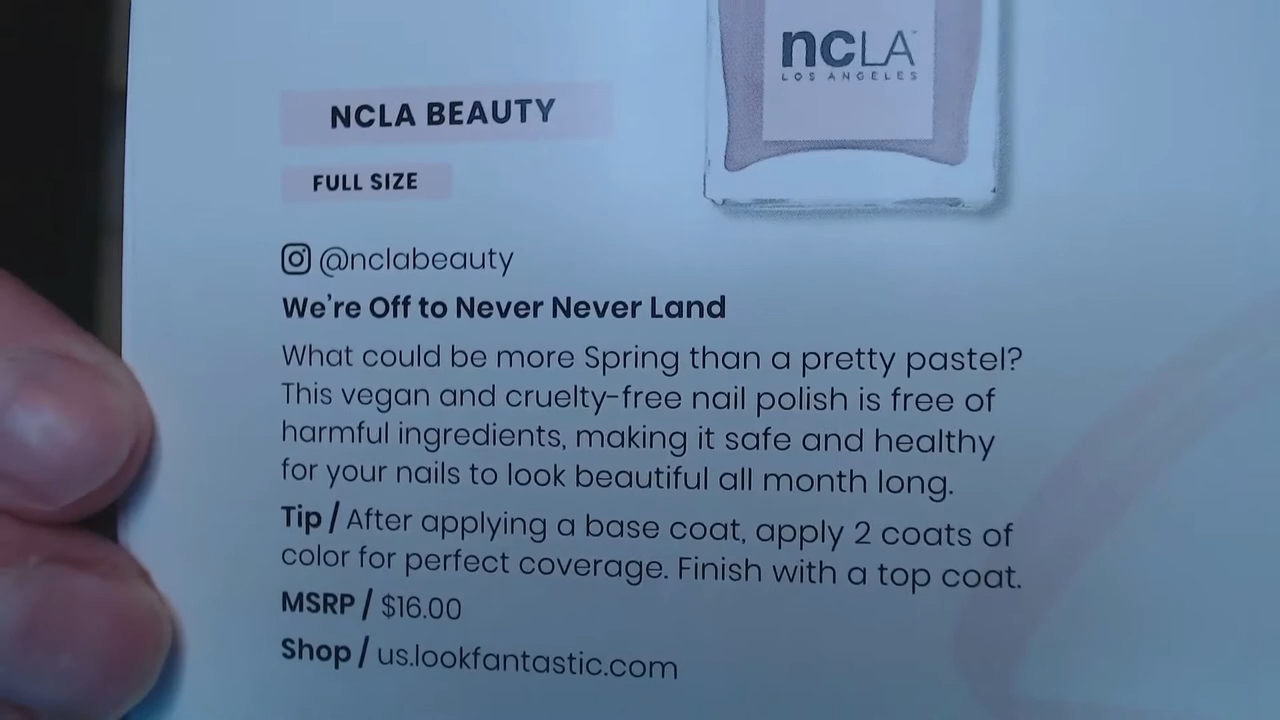 ncLA
LOS ANGELES
NCLA BEAUTY
FULL SIZE
@nclabeauty
We're Off to Never Never Land
What could be more Spring than a pretty pastel?
This vegan and cruelty-free nail polish is free of
harmful ingredients, making it safe and healthy
for your nails to look beautiful all month long.
Tip / After applying a base coat, apply 2 coats of
color for perfect coverage. Finish with a top coat.
MSRP / $16.00
Shop / us.lookfantastic.com